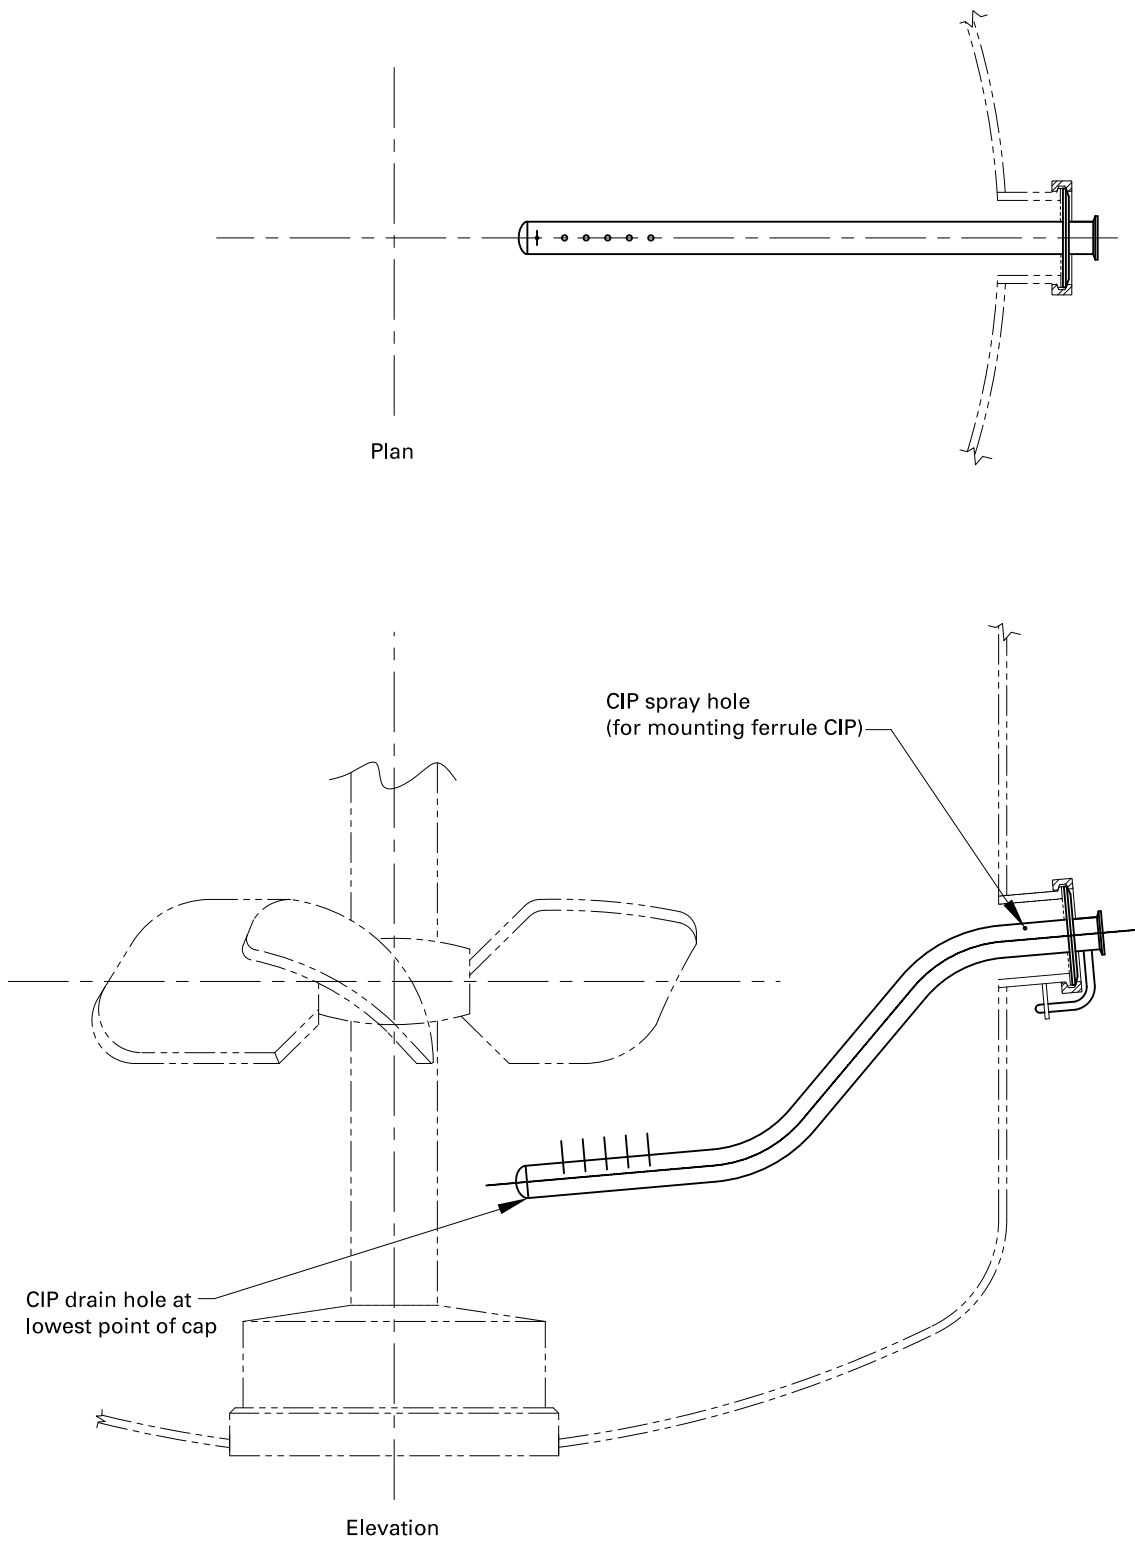 Plan
CIP spray hole
(for mounting ferrule CIP)
CIP drain hole at
lowest point of cap
Elevation